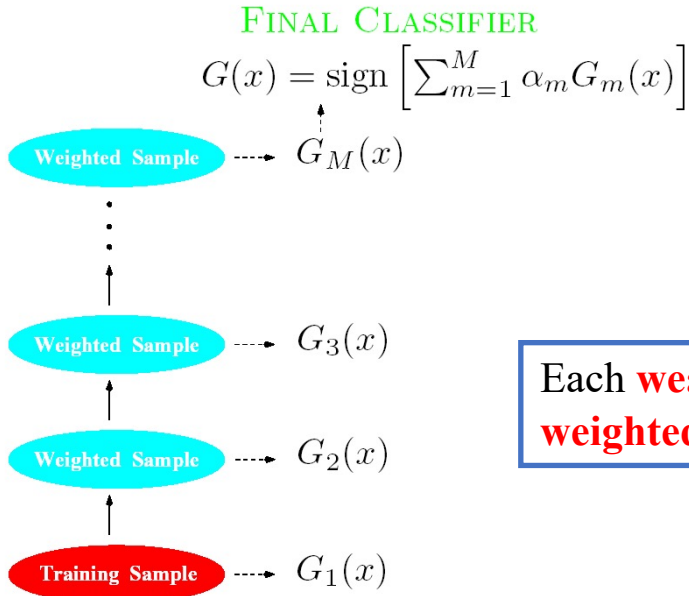 FINAL CLASSIFIER
G(x) = sign [∑_{m=1}^{M} α_m G_m(x)]
Weighted Sample G_M(x)
Weighted Sample G_3(x)
Weighted Sample G_2(x)
Training Sample G_1(x)
Each
weighted